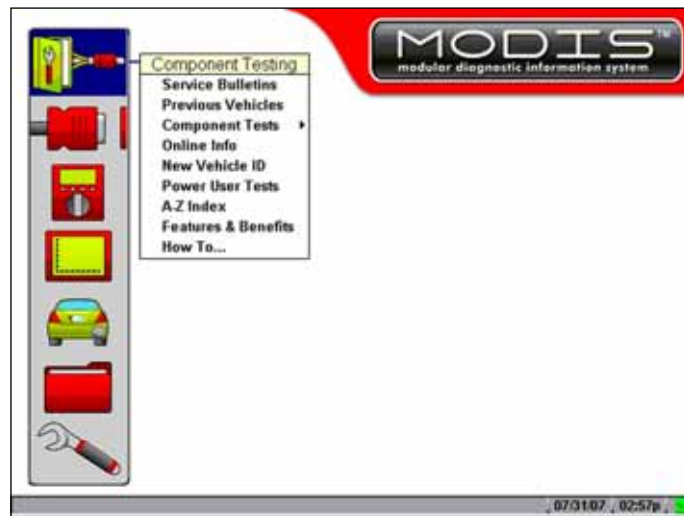 MODIS™
modular diagnostic information system
Component Testing
Service Bulletins
Previous Vehicles
Component Tests
Online Info
New Vehicle ID
Power User Tests
A-Z Index
Features & Benefits
How To...
07/31/07 02:57p